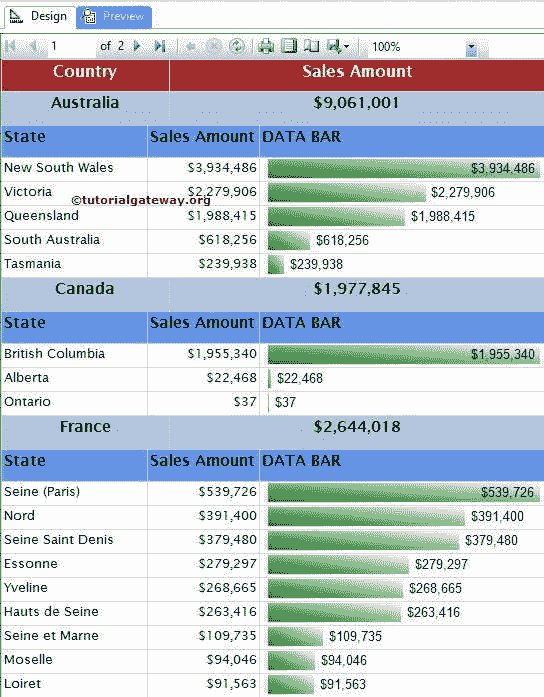 Design Preview
1 of 2 100%
Country Sales Amount
Australia $9,061,001
State Sales Amount DATA BAR
New South Wales $3,934,486 $3,934,486
Victoria $2,279,906 $2,279,906
©tutorialgateway.org
Queensland $1,988,415 $1,988,415
South Australia $618,256 $618,256
Tasmania $239,938 $239,938
Canada $1,977,845
State Sales Amount DATA BAR
British Columbia $1,955,340 $1,955,340
Alberta $22,468 $22,468
Ontario $37 $37
France $2,644,018
State Sales Amount DATA BAR
Seine (Paris) $539,726 $539,726
Nord $391,400 $391,400
Seine Saint Denis $379,480 $379,480
Essonne $279,297 $279,297
Yveline $268,665 $268,665
Hauts de Seine $263,416 $263,416
Seine et Marne $109,735 $109,735
Moselle $94,046 $94,046
Loiret $91,563 $91,563